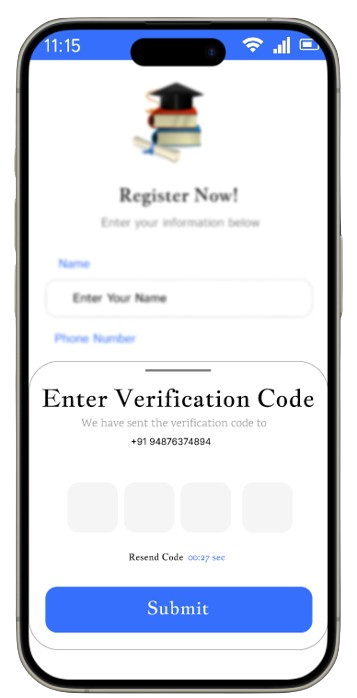 11:15
Register Now!
Enter your information below
Name
Enter Your Name
Phone Number
Enter Verification Code
We have sent the verification code to
+91 94876374894
Resend Code 00:27 sec
Submit